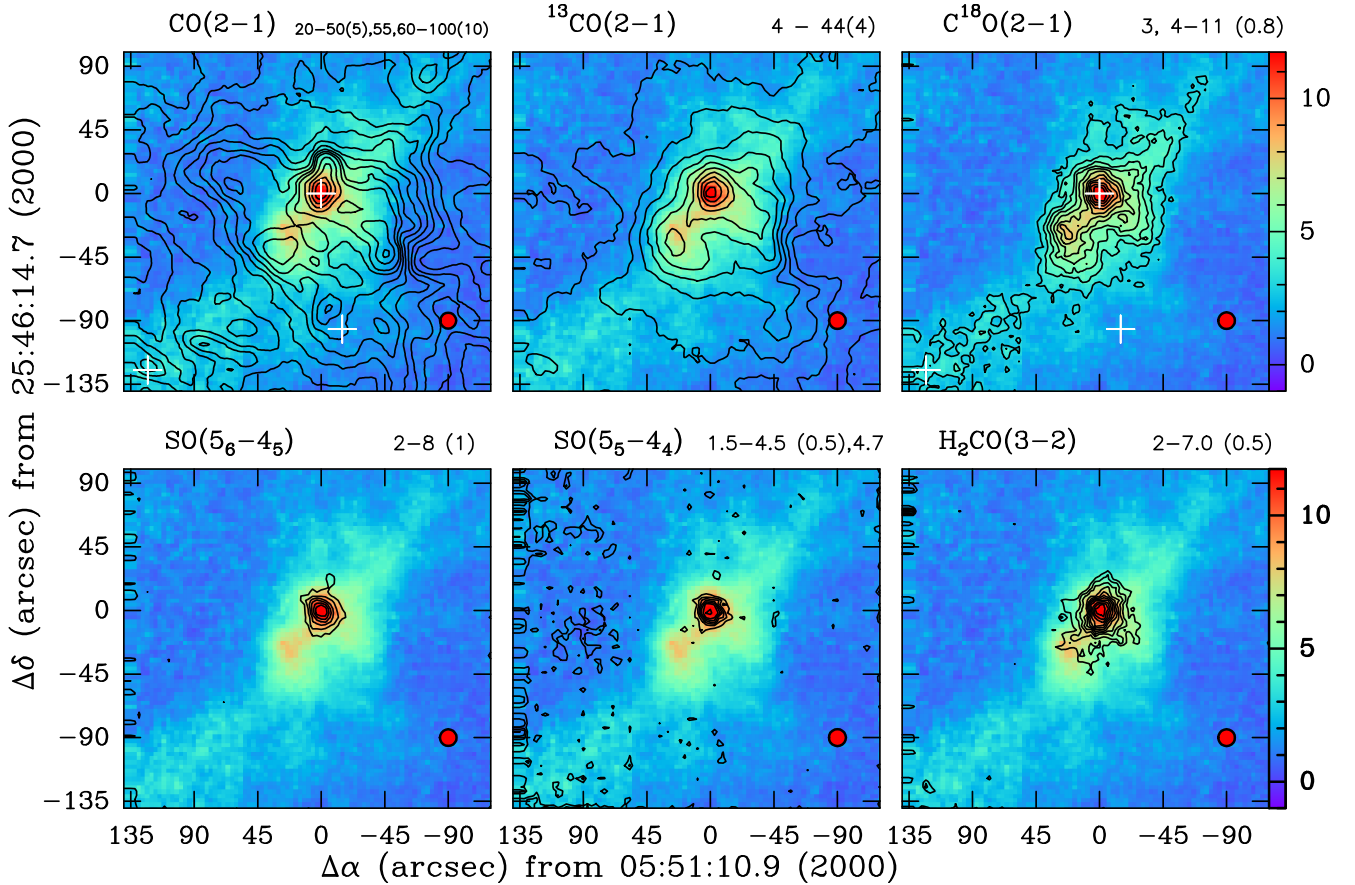 CO(2−1) 20−50(5),55,60−100(10)
¹³CO(2−1) 4 − 44(4)
C¹⁸O(2−1) 3, 4−11 (0.8)
90
45
0
−45
−90
−135
10
5
0
SO(5₆−4₅) 2−8 (1)
SO(5₅−4₄) 1.5−4.5 (0.5),4.7
H₂CO(3−2) 2−7.0 (0.5)
90
45
0
−45
−90
−135
10
5
0
135 90 45 0 −45 −90
135 90 45 0 −45 −90
135 90 45 0 −45 −90
Δδ (arcsec) from 25:46:14.7 (2000)
Δα (arcsec) from 05:51:10.9 (2000)